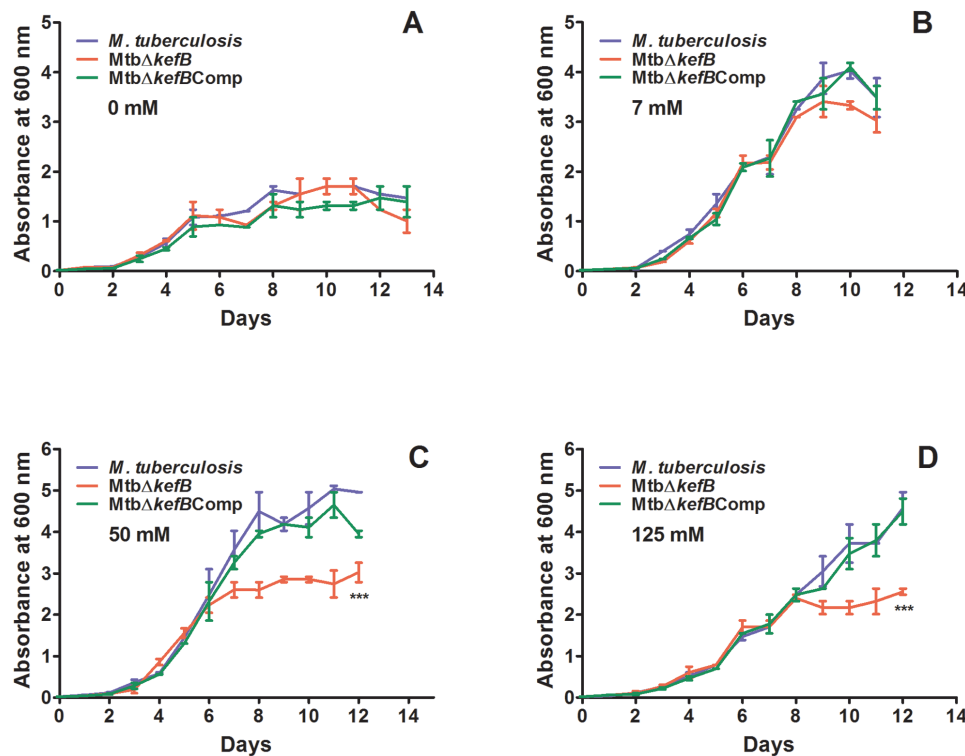 A
Absorbance at 600 nm
5
4
3
2
1
0
M. tuberculosis
MtbΔkefB
MtbΔkefBComp
0 mM
0 2 4 6 8 10 12 14
Days
B
Absorbance at 600 nm
5
4
3
2
1
0
M. tuberculosis
MtbΔkefB
MtbΔkefBComp
7 mM
0 2 4 6 8 10 12 14
Days
C
Absorbance at 600 nm
6
5
4
3
2
1
0
M. tuberculosis
MtbΔkefB
MtbΔkefBComp
50 mM
***
0 2 4 6 8 10 12 14
Days
D
Absorbance at 600 nm
6
5
4
3
2
1
0
M. tuberculosis
MtbΔkefB
MtbΔkefBComp
125 mM
***
0 2 4 6 8 10 12 14
Days